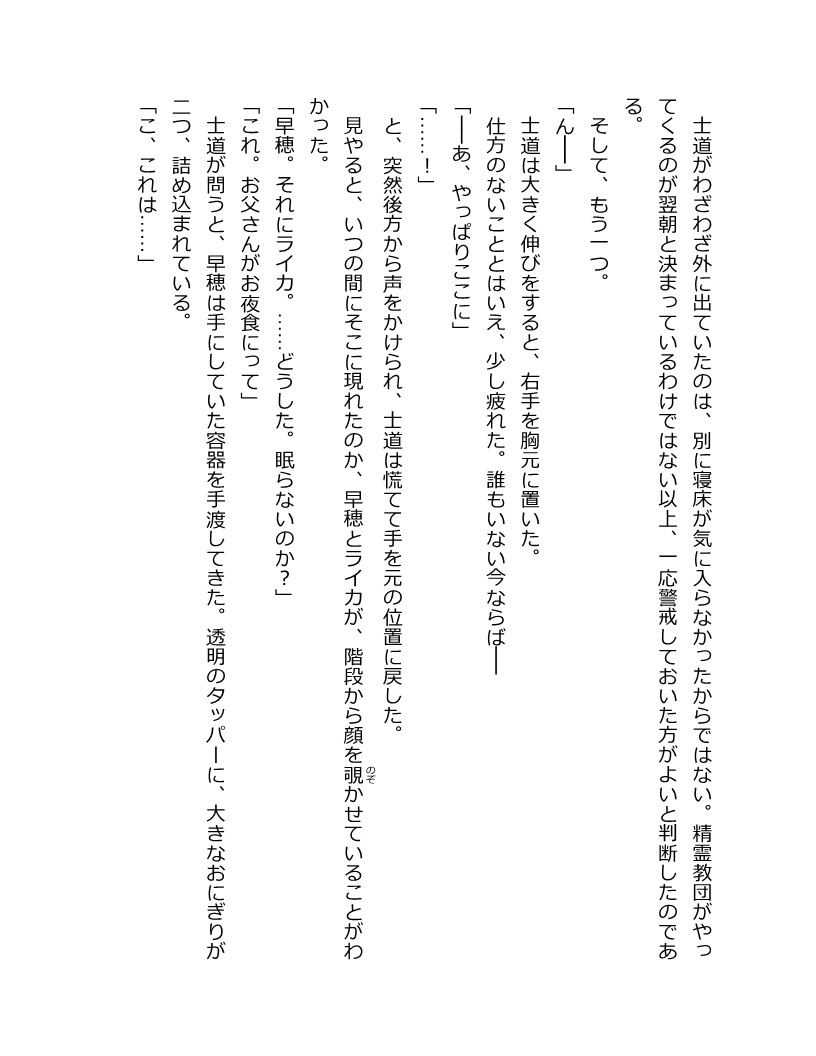 士道がわざわざ外に出ていたのは、別に寝床が気に入らなかったからではない。精霊教団がやっ
てくるのが翌朝と決まっているわけではない以上、一応警戒しておいた方がよいと判断したのであ
る。
　そして、もう一つ。
「ん――」
　士道は大きく伸びをすると、右手を胸元に置いた。
　仕方のないこととはいえ、少し疲れた。誰もいない今ならば――
「――あ、やっぱりここに」
「……！」
　と、突然後方から声をかけられ、士道は慌てて手を元の位置に戻した。
　見やると、いつの間にそこに現れたのか、早穂とライカが、階段から顔を覗のぞかせていることがわ
かった。
「早穂。それにライカ。……どうした。眠らないのか？」
「これ。お父さんがお夜食にって」
　士道が問うと、早穂は手にしていた容器を手渡してきた。透明のタッパーに、大きなおにぎりが
二つ、詰め込まれている。
「こ、これは……」